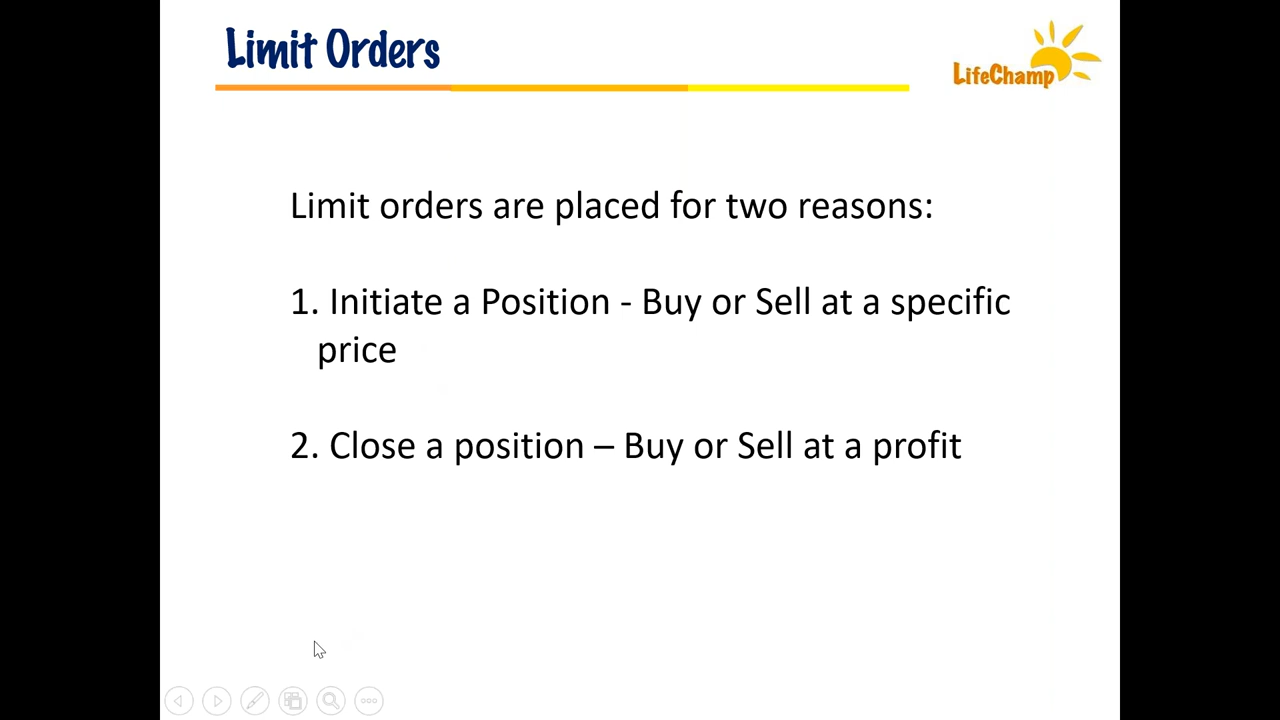 Limit Orders
LifeChamp
Limit orders are placed for two reasons:
1. Initiate a Position - Buy or Sell at a specific
price
2. Close a position – Buy or Sell at a profit